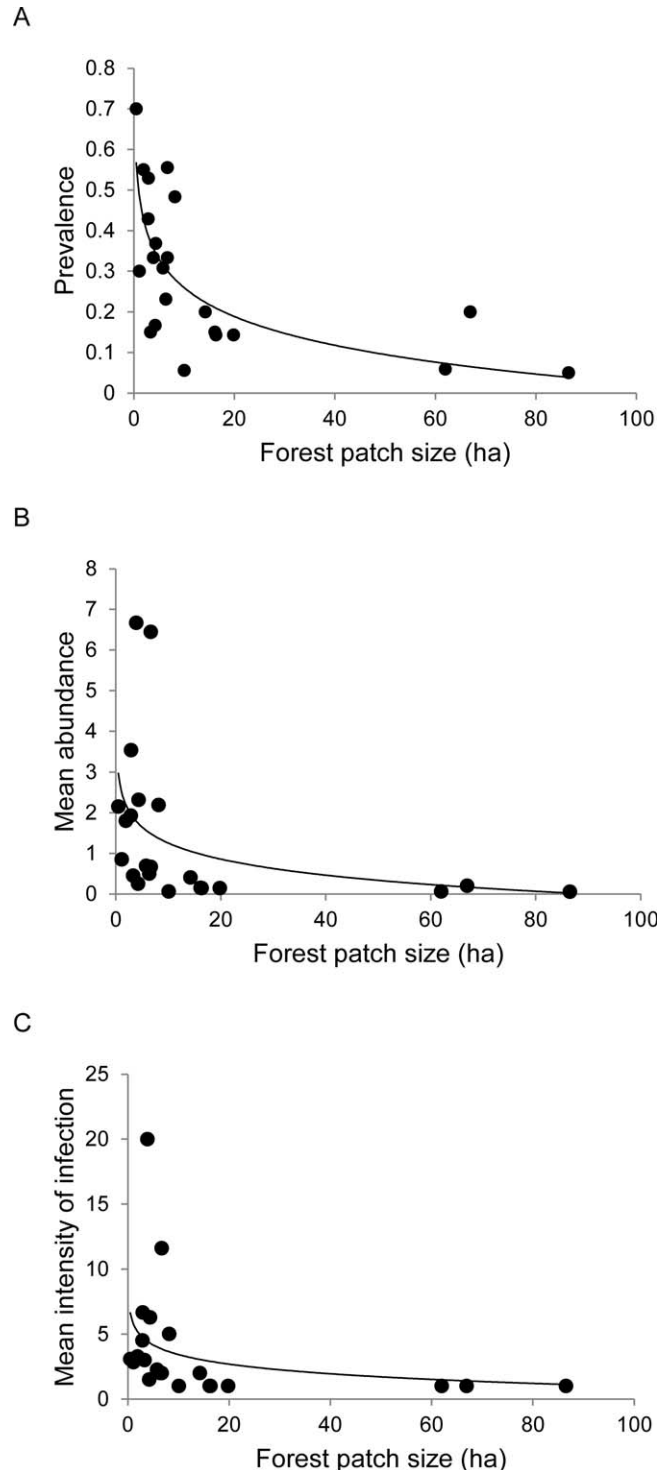 A
0.8
0.7
0.6
0.5
0.4
0.3
0.2
0.1
0
Prevalence
0 20 40 60 80 100
Forest patch size (ha)
B
8
7
6
5
4
3
2
1
0
Mean abundance
0 20 40 60 80 100
Forest patch size (ha)
C
25
20
15
10
5
0
Mean intensity of infection
0 20 40 60 80 100
Forest patch size (ha)